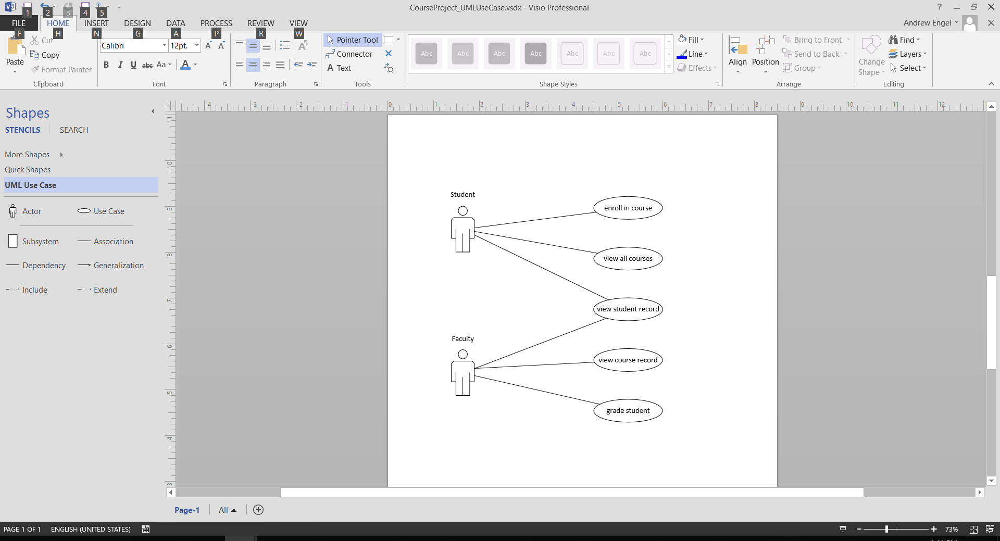 CourseProject_UMLUseCase.vsdx - Visio Professional
?
1 2 3 4 5
FILE HOME INSERT DESIGN DATA PROCESS REVIEW VIEW
Andrew Engel
F H N G A P R W
Cut
Copy
Format Painter
Paste
Clipboard
Calibri 12pt. A A
B I U abc Aa A
Font
Paragraph
Pointer Tool
Connector
A Text
Tools
Abc Abc Abc Abc Abc Abc Abc
Shape Styles
Fill
Line
Effects
Align
Position
Bring to Front
Send to Back
Group
Arrange
Change
Shape
Find
Layers
Select
Editing
Shapes
STENCILS SEARCH
More Shapes
Quick Shapes
UML Use Case
Actor Use Case
Subsystem Association
Dependency Generalization
Include Extend
-4 -3 -2 -1 0 1 2 3 4 5 6 7 8 9 10 11 12
11
10
9
8
7
6
5
4
3
Student
enroll in course
view all courses
view student record
Faculty
view course record
grade student
Page-1 All
PAGE 1 OF 1 ENGLISH (UNITED STATES)
73%